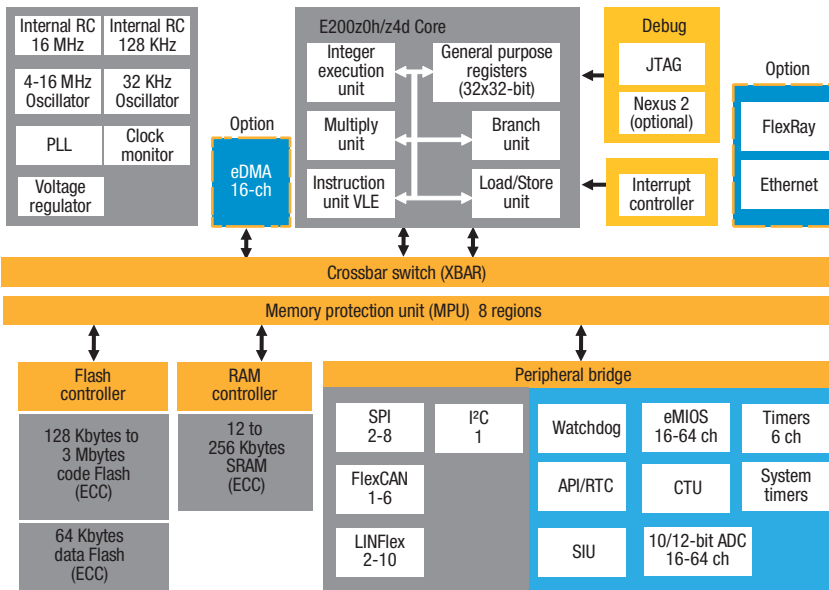 Internal RC
16 MHz
Internal RC
128 KHz
4-16 MHz
Oscillator
32 KHz
Oscillator
PLL
Clock
monitor
Voltage
regulator
Option
eDMA
16-ch
E200z0h/z4d Core
Integer
execution
unit
General purpose
registers
(32x32-bit)
Multiply
unit
Branch
unit
Instruction
unit VLE
Load/Store
unit
Debug
JTAG
Nexus 2
(optional)
Interrupt
controller
Option
FlexRay
Ethernet
Crossbar switch (XBAR)
Memory protection unit (MPU) 8 regions
Flash
controller
128 Kbytes to
3 Mbytes
code Flash
(ECC)
64 Kbytes
data Flash
(ECC)
RAM
controller
12 to
256 Kbytes
SRAM
(ECC)
Peripheral bridge
SPI
2-8
I²C
1
FlexCAN
1-6
LINFlex
2-10
Watchdog
eMIOS
16-64 ch
Timers
6 ch
API/RTC
CTU
System
timers
SIU
10/12-bit ADC
16-64 ch